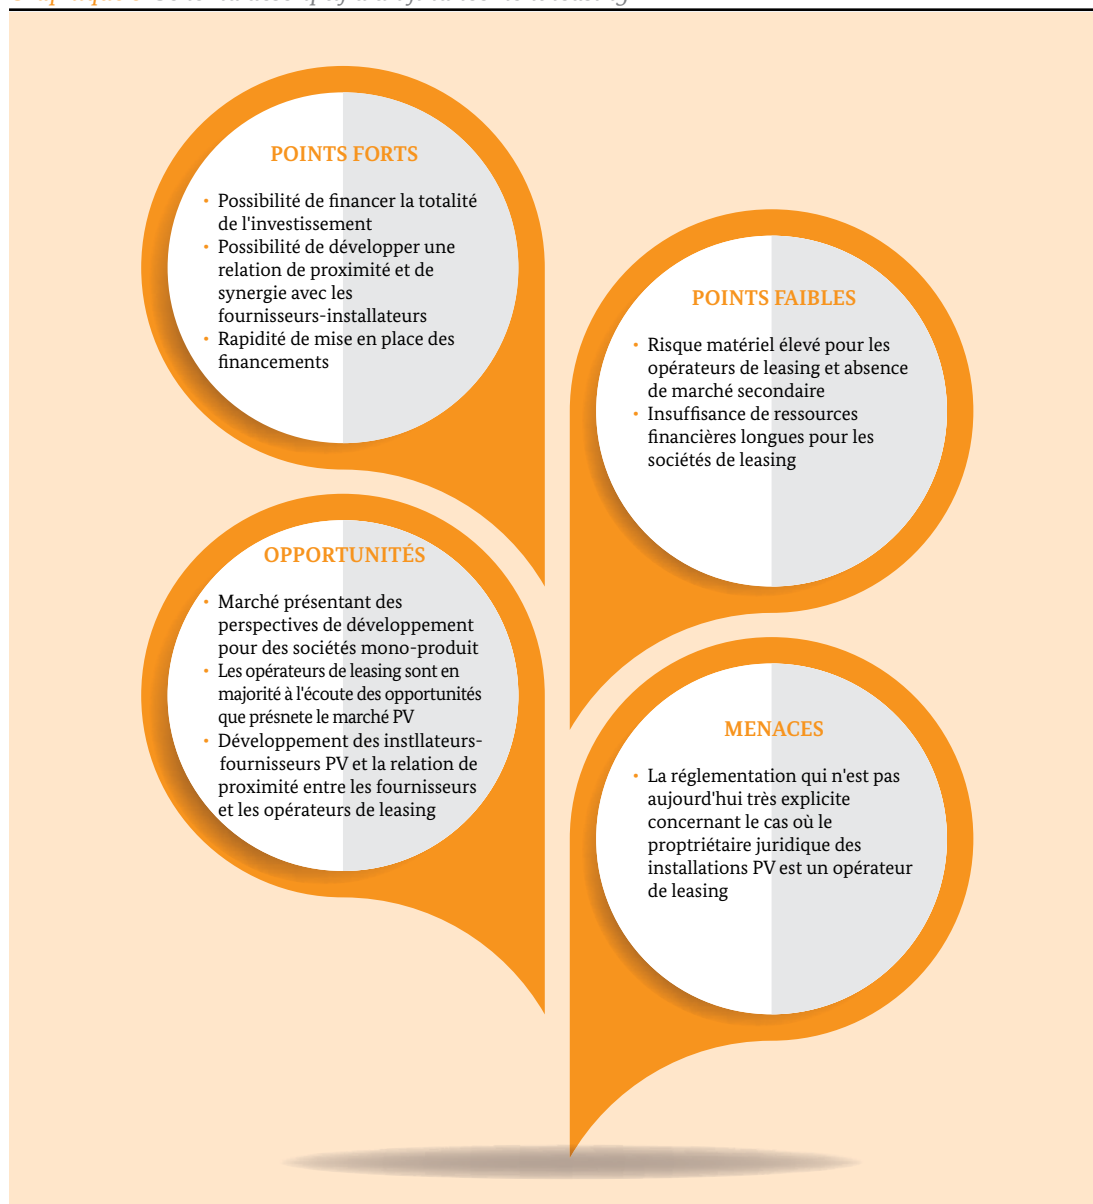 POINTS FORTS
• Possibilité de financer la totalité
de l'investissement
• Possibilité de développer une
relation de proximité et de
synergie avec les
fournisseurs-installateurs
• Rapidité de mise en place des
financements
POINTS FAIBLES
• Risque matériel élevé pour les
opérateurs de leasing et absence
de marché secondaire
• Insuffisance de ressources
financières longues pour les
sociétés de leasing
OPPORTUNITÉS
• Marché présentant des
perspectives de développement
pour des sociétés mono-produit
• Les opérateurs de leasing sont en
majorité à l'écoute des opportunités
que présnete le marché PV
• Développement des instllateurs-
fournisseurs PV et la relation de
proximité entre les fournisseurs
et les opérateurs de leasing
MENACES
• La réglementation qui n'est pas
aujourd'hui très explicite
concernant le cas où le
proptriétaire juridique des
installations PV est un opérateur
de leasing